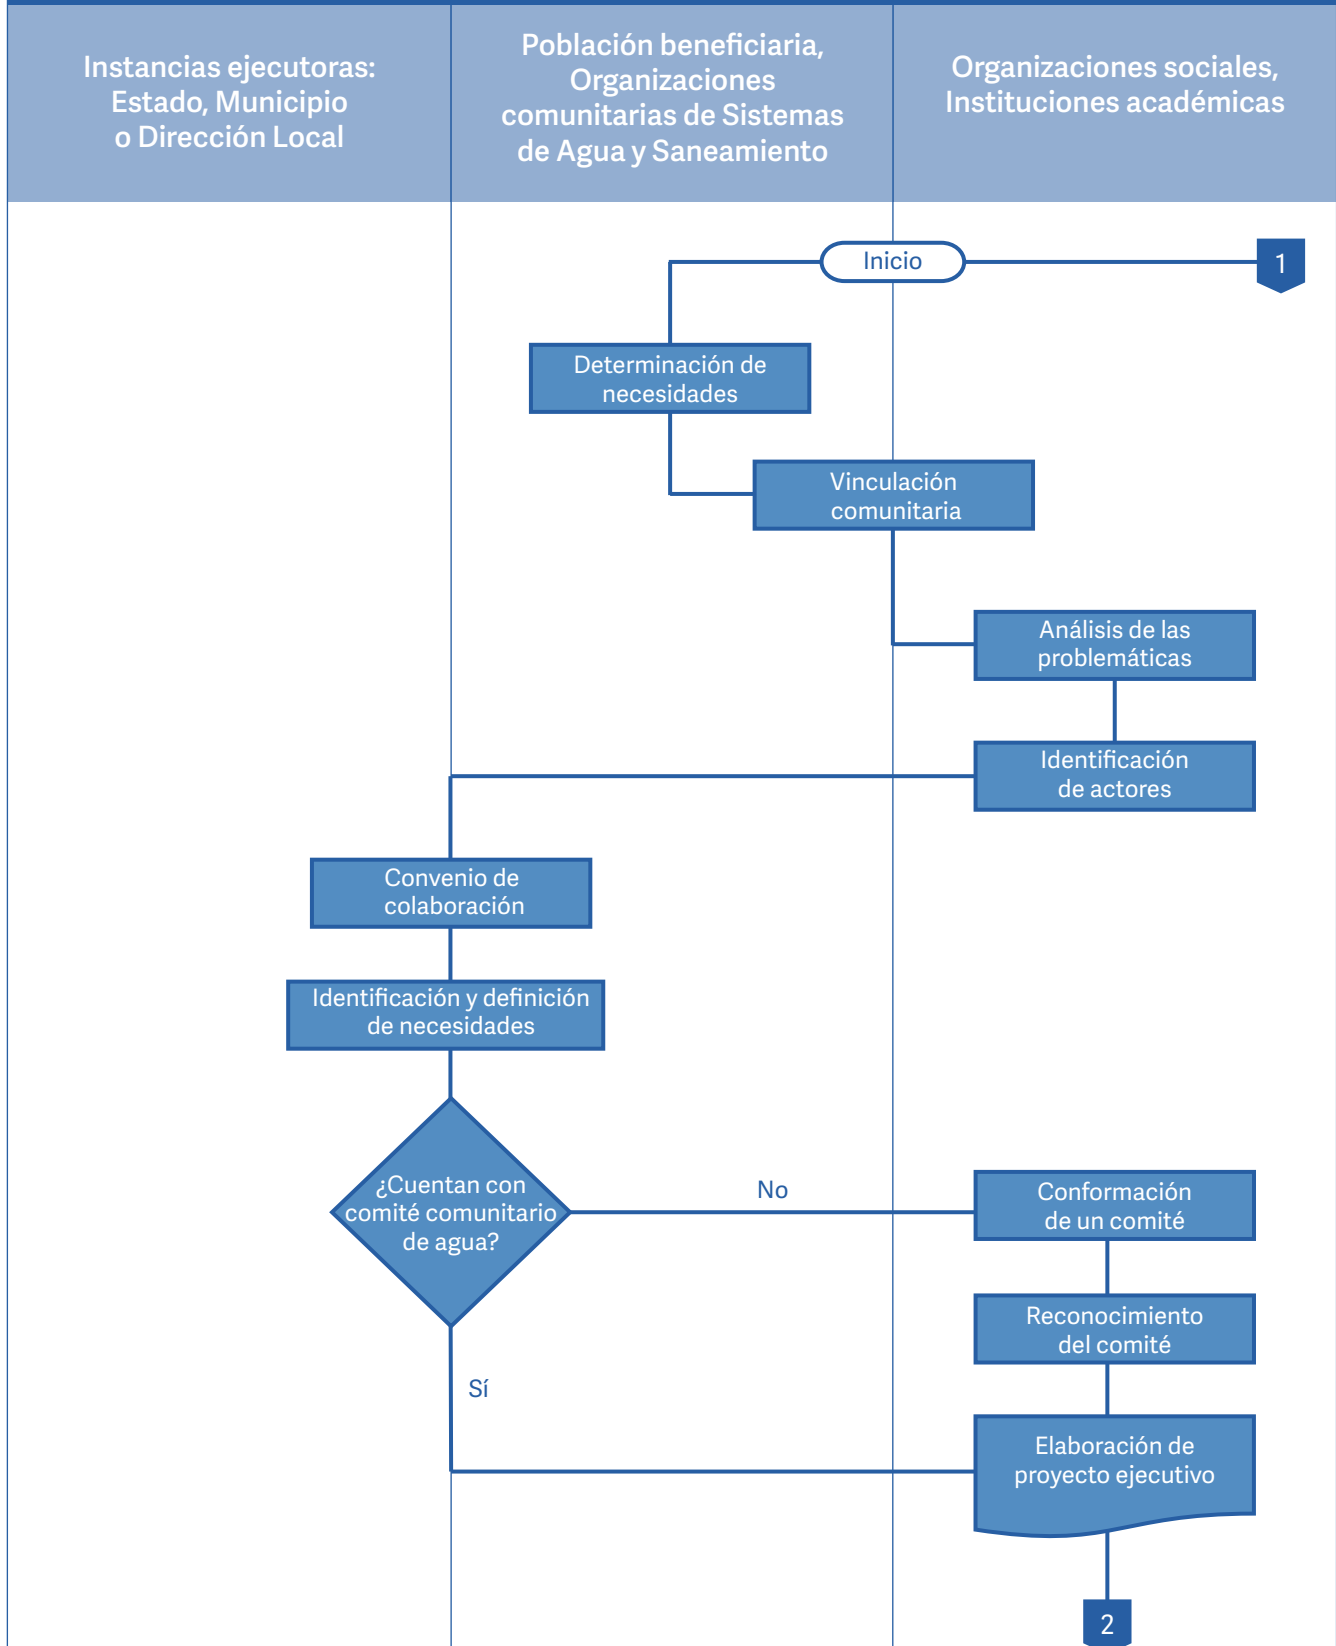 Instancias ejecutoras:
Estado, Municipio
o Dirección Local
Población beneficiaria,
Organizaciones
comunitarias de Sistemas
de Agua y Saneamiento
Organizaciones sociales,
Instituciones académicas
Inicio
1
Determinación de
necesidades
Vinculación
comunitaria
Análisis de las
problemáticas
Identificación
de actores
Convenio de
colaboración
Identificación y definición
de necesidades
¿Cuentan con
comité comunitario
de agua?
No
Conformación
de un comité
Reconocimiento
del comité
Sí
Elaboración de
proyecto ejecutivo
2